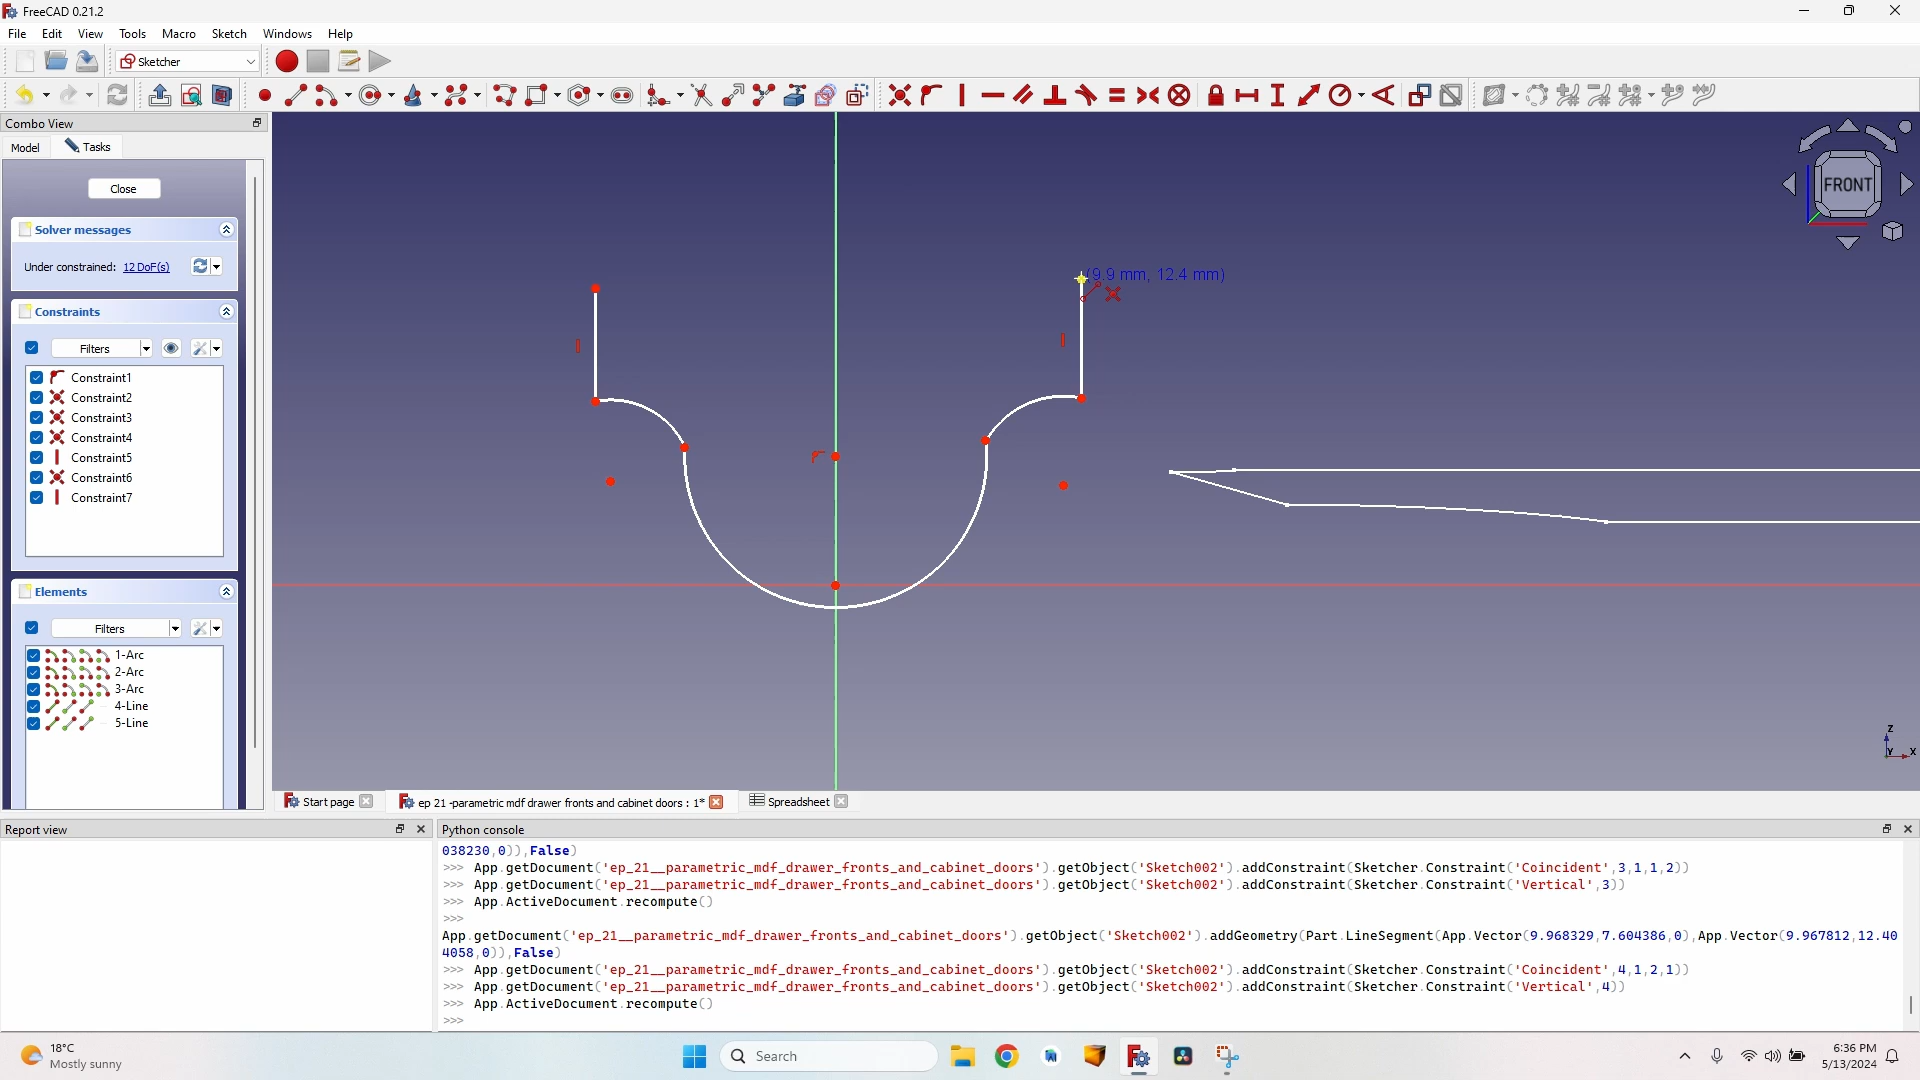 FreeCAD 0.21.2
File Edit View Tools Macro Sketch Windows Help
Sketcher
Combo View
Model Tasks
Close
Solver messages
Under constrained: 12 DoF(s)
Constraints
Filters
Constraint1
Constraint2
Constraint3
Constraint4
Constraint5
Constraint6
Constraint7
Elements
Filters
1-Arc
2-Arc
3-Arc
4-Line
5-Line
(9.9 mm, 12.4 mm)
FRONT
Z
Y X
Start page
ep 21 -parametric mdf drawer fronts and cabinet doors : 1*
Spreadsheet
Report view
Python console
038230,0)),False)
>>> App.getDocument('ep_21__parametric_mdf_drawer_fronts_and_cabinet_doors').getObject('Sketch002').addConstraint(Sketcher.Constraint('Coincident',3,1,1,2))
>>> App.getDocument('ep_21__parametric_mdf_drawer_fronts_and_cabinet_doors').getObject('Sketch002').addConstraint(Sketcher.Constraint('Vertical',3))
>>> App.ActiveDocument.recompute()
>>>
App.getDocument('ep_21__parametric_mdf_drawer_fronts_and_cabinet_doors').getObject('Sketch002').addGeometry(Part.LineSegment(App.Vector(9.968329,7.604386,0),App.Vector(9.967812,12.40
4058,0)),False)
>>> App.getDocument('ep_21__parametric_mdf_drawer_fronts_and_cabinet_doors').getObject('Sketch002').addConstraint(Sketcher.Constraint('Coincident',4,1,2,1))
>>> App.getDocument('ep_21__parametric_mdf_drawer_fronts_and_cabinet_doors').getObject('Sketch002').addConstraint(Sketcher.Constraint('Vertical',4))
>>> App.ActiveDocument.recompute()
>>>
18°C
Mostly sunny
Search
6:36 PM
5/13/2024